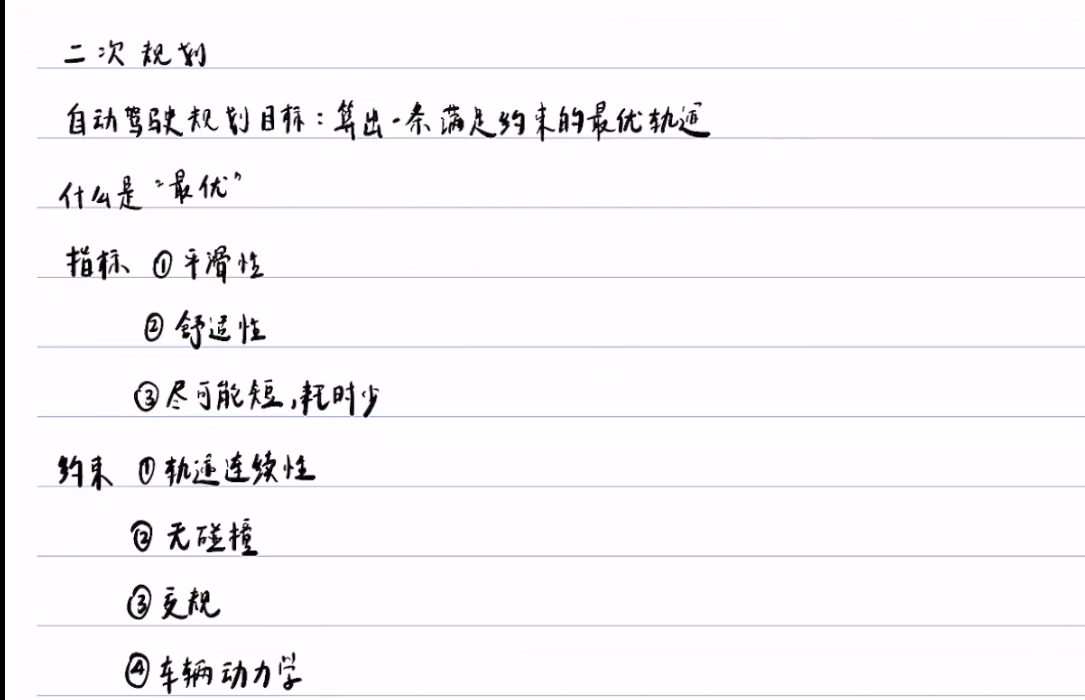 二次规划
自动驾驶规划目标：算出一条满足约束的最优轨迹
什么是“最优”
指标 ①平滑性
②舒适性
③尽可能短，耗时少
约束 ①轨迹连续性
②无碰撞
③交规
④车辆动力学